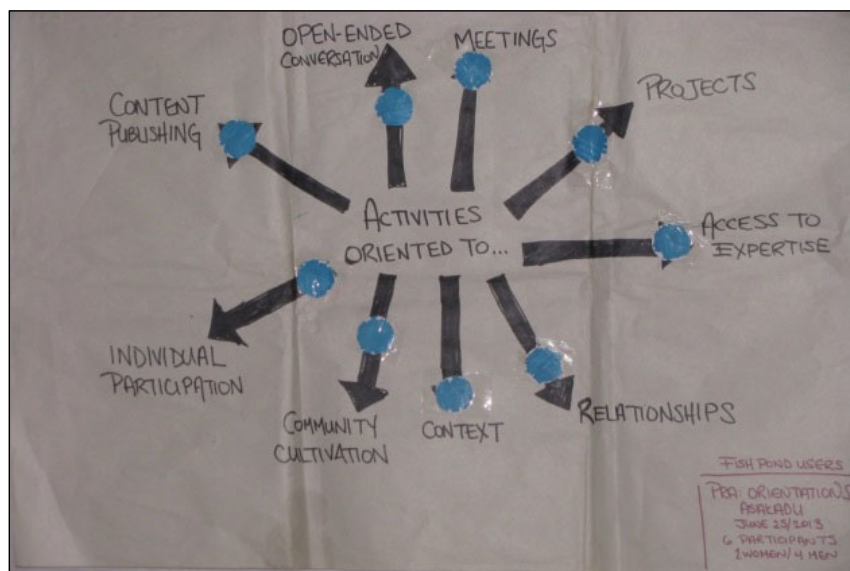 OPEN-ENDED
CONVERSATION
MEETINGS
PROJECTS
CONTENT
PUBLISHING
ACTIVITIES
ORIENTED TO...
ACCESS TO
EXPERTISE
INDIVIDUAL
PARTICIPATION
COMMUNITY
CULTIVATION
CONTEXT
RELATIONSHIPS
FISH POND USERS
PRA: ORIENTATIONS
ASAKADU
JUNE 25/2013
6 PARTICIPANTS
2 WOMEN/4 MEN